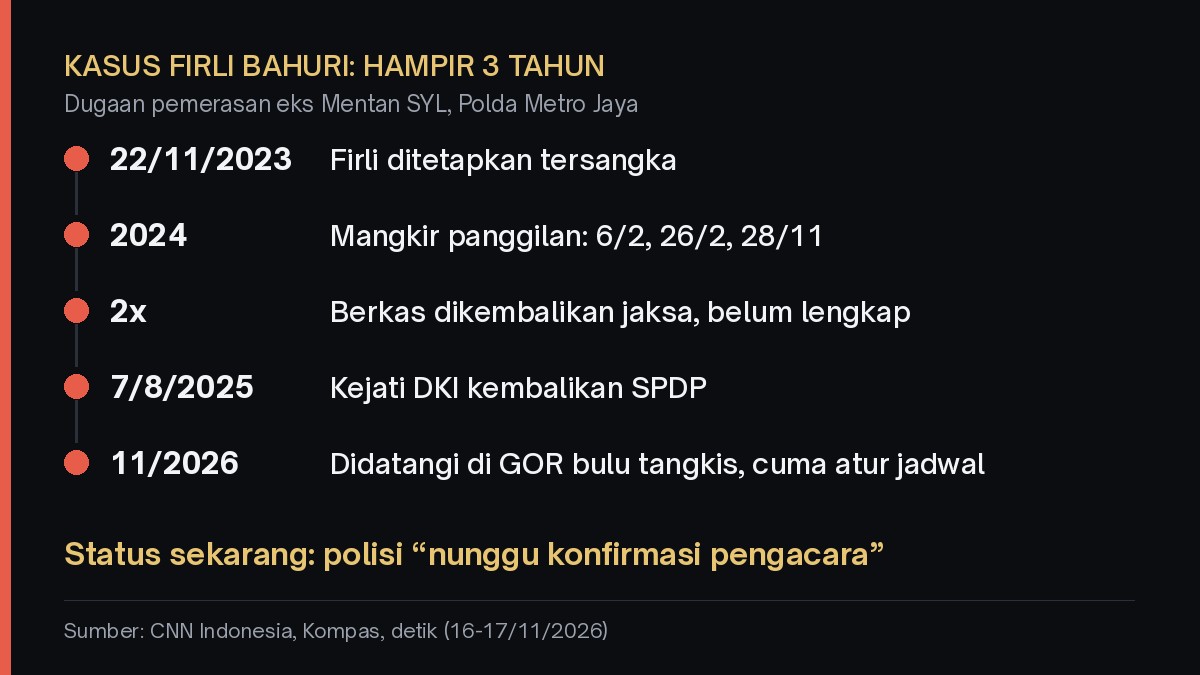 KASUS FIRLI BAHURI: HAMPIR 3 TAHUN
Dugaan pemerasan eks Mentan SYL, Polda Metro Jaya
22/11/2023 Firli ditetapkan tersangka
2024 Mangkir panggilan: 6/2, 26/2, 28/11
2x Berkas dikembalikan jaksa, belum lengkap
7/8/2025 Kejati DKI kembalikan SPDP
11/2026 Didatangi di GOR bulu tangkis, cuma atur jadwal
Status sekarang: polisi “nunggu konfirmasi pengacara”
Sumber: CNN Indonesia, Kompas, detik (16-17/11/2026)